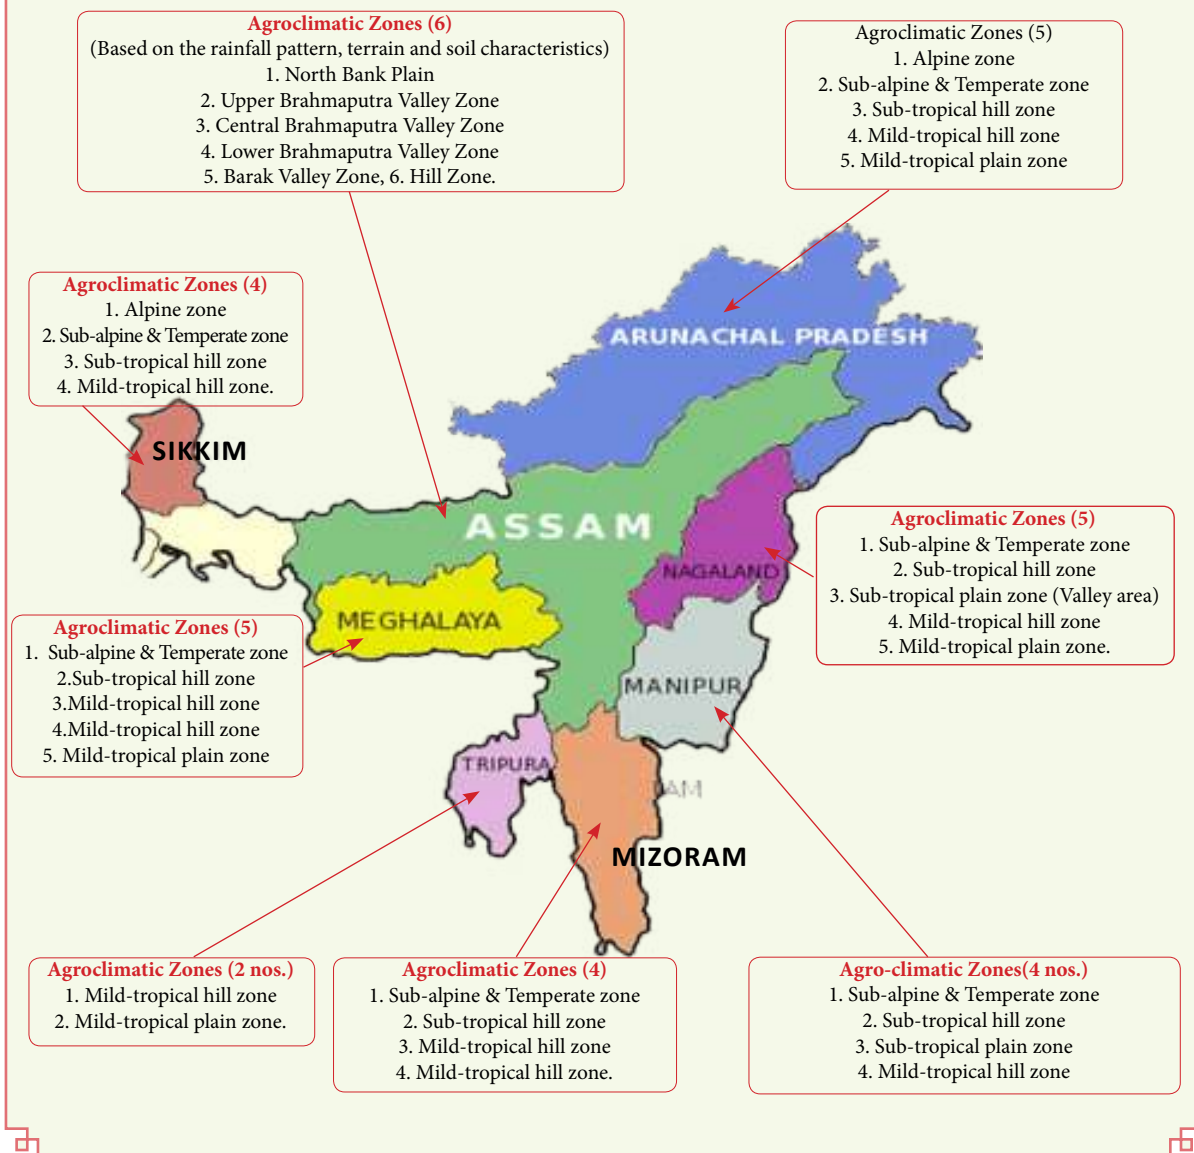 Agroclimatic Zones (6)
(Based on the rainfall pattern, terrain and soil characteristics)
1. North Bank Plain
2. Upper Brahmaputra Valley Zone
3. Central Brahmaputra Valley Zone
4. Lower Brahmaputra Valley Zone
5. Barak Valley Zone, 6. Hill Zone.
Agroclimatic Zones (5)
1. Alpine zone
2. Sub-alpine & Temperate zone
3. Sub-tropical hill zone
4. Mild-tropical hill zone
5. Mild-tropical plain zone
Agroclimatic Zones (4)
1. Alpine zone
2. Sub-alpine & Temperate zone
3. Sub-tropical hill zone
4. Mild-tropical hill zone.
ARUNACHAL PRADESH
SIKKIM
ASSAM
NAGALAND
MEGHALAYA
MANIPUR
TRIPURA
AM
MIZORAM
Agroclimatic Zones (5)
1. Sub-alpine & Temperate zone
2. Sub-tropical hill zone
3. Sub-tropical plain zone (Valley area)
4. Mild-tropical hill zone
5. Mild-tropical plain zone.
Agroclimatic Zones (5)
1. Sub-alpine & Temperate zone
2.Sub-tropical hill zone
3.Mild-tropical hill zone
4.Mild-tropical hill zone
5. Mild-tropical plain zone
Agroclimatic Zones (2 nos.)
1. Mild-tropical hill zone
2. Mild-tropical plain zone.
Agroclimatic Zones (4)
1. Sub-alpine & Temperate zone
2. Sub-tropical hill zone
3. Mild-tropical hill zone
4. Mild-tropical hill zone.
Agro-climatic Zones(4 nos.)
1. Sub-alpine & Temperate zone
2. Sub-tropical hill zone
3. Sub-tropical plain zone
4. Mild-tropical hill zone